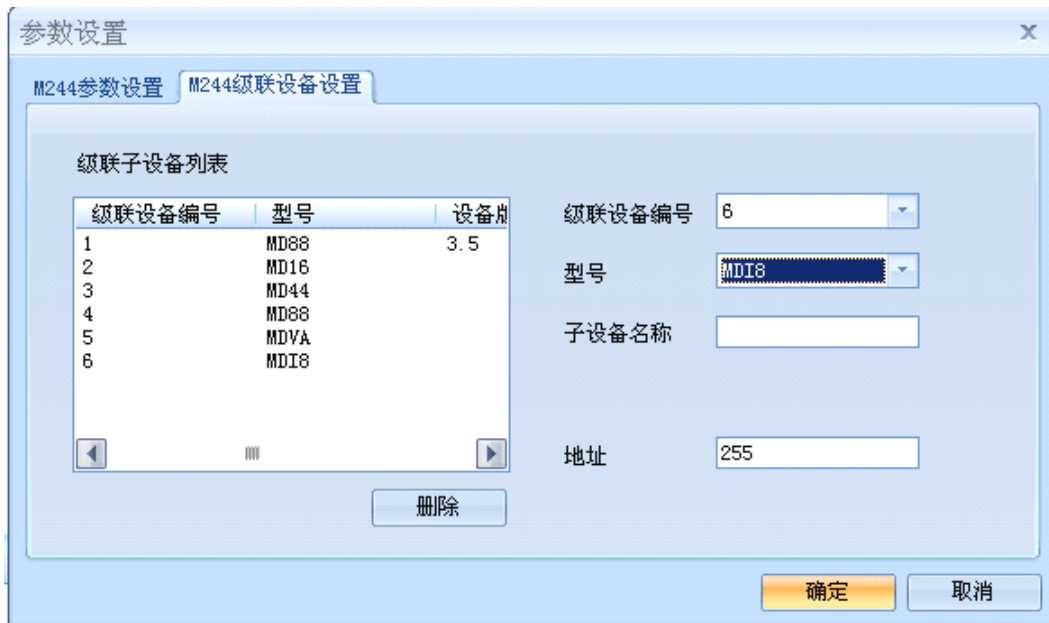 参数设置
M244参数设置 M244级联设备设置
级联子设备列表
级联设备编号 型号 设备版
1 MD88 3.5
2 MD16
3 MD44
4 MD88
5 MDVA
6 MDI8
删除
级联设备编号 6
型号 MDI8
子设备名称
地址 255
确定 取消